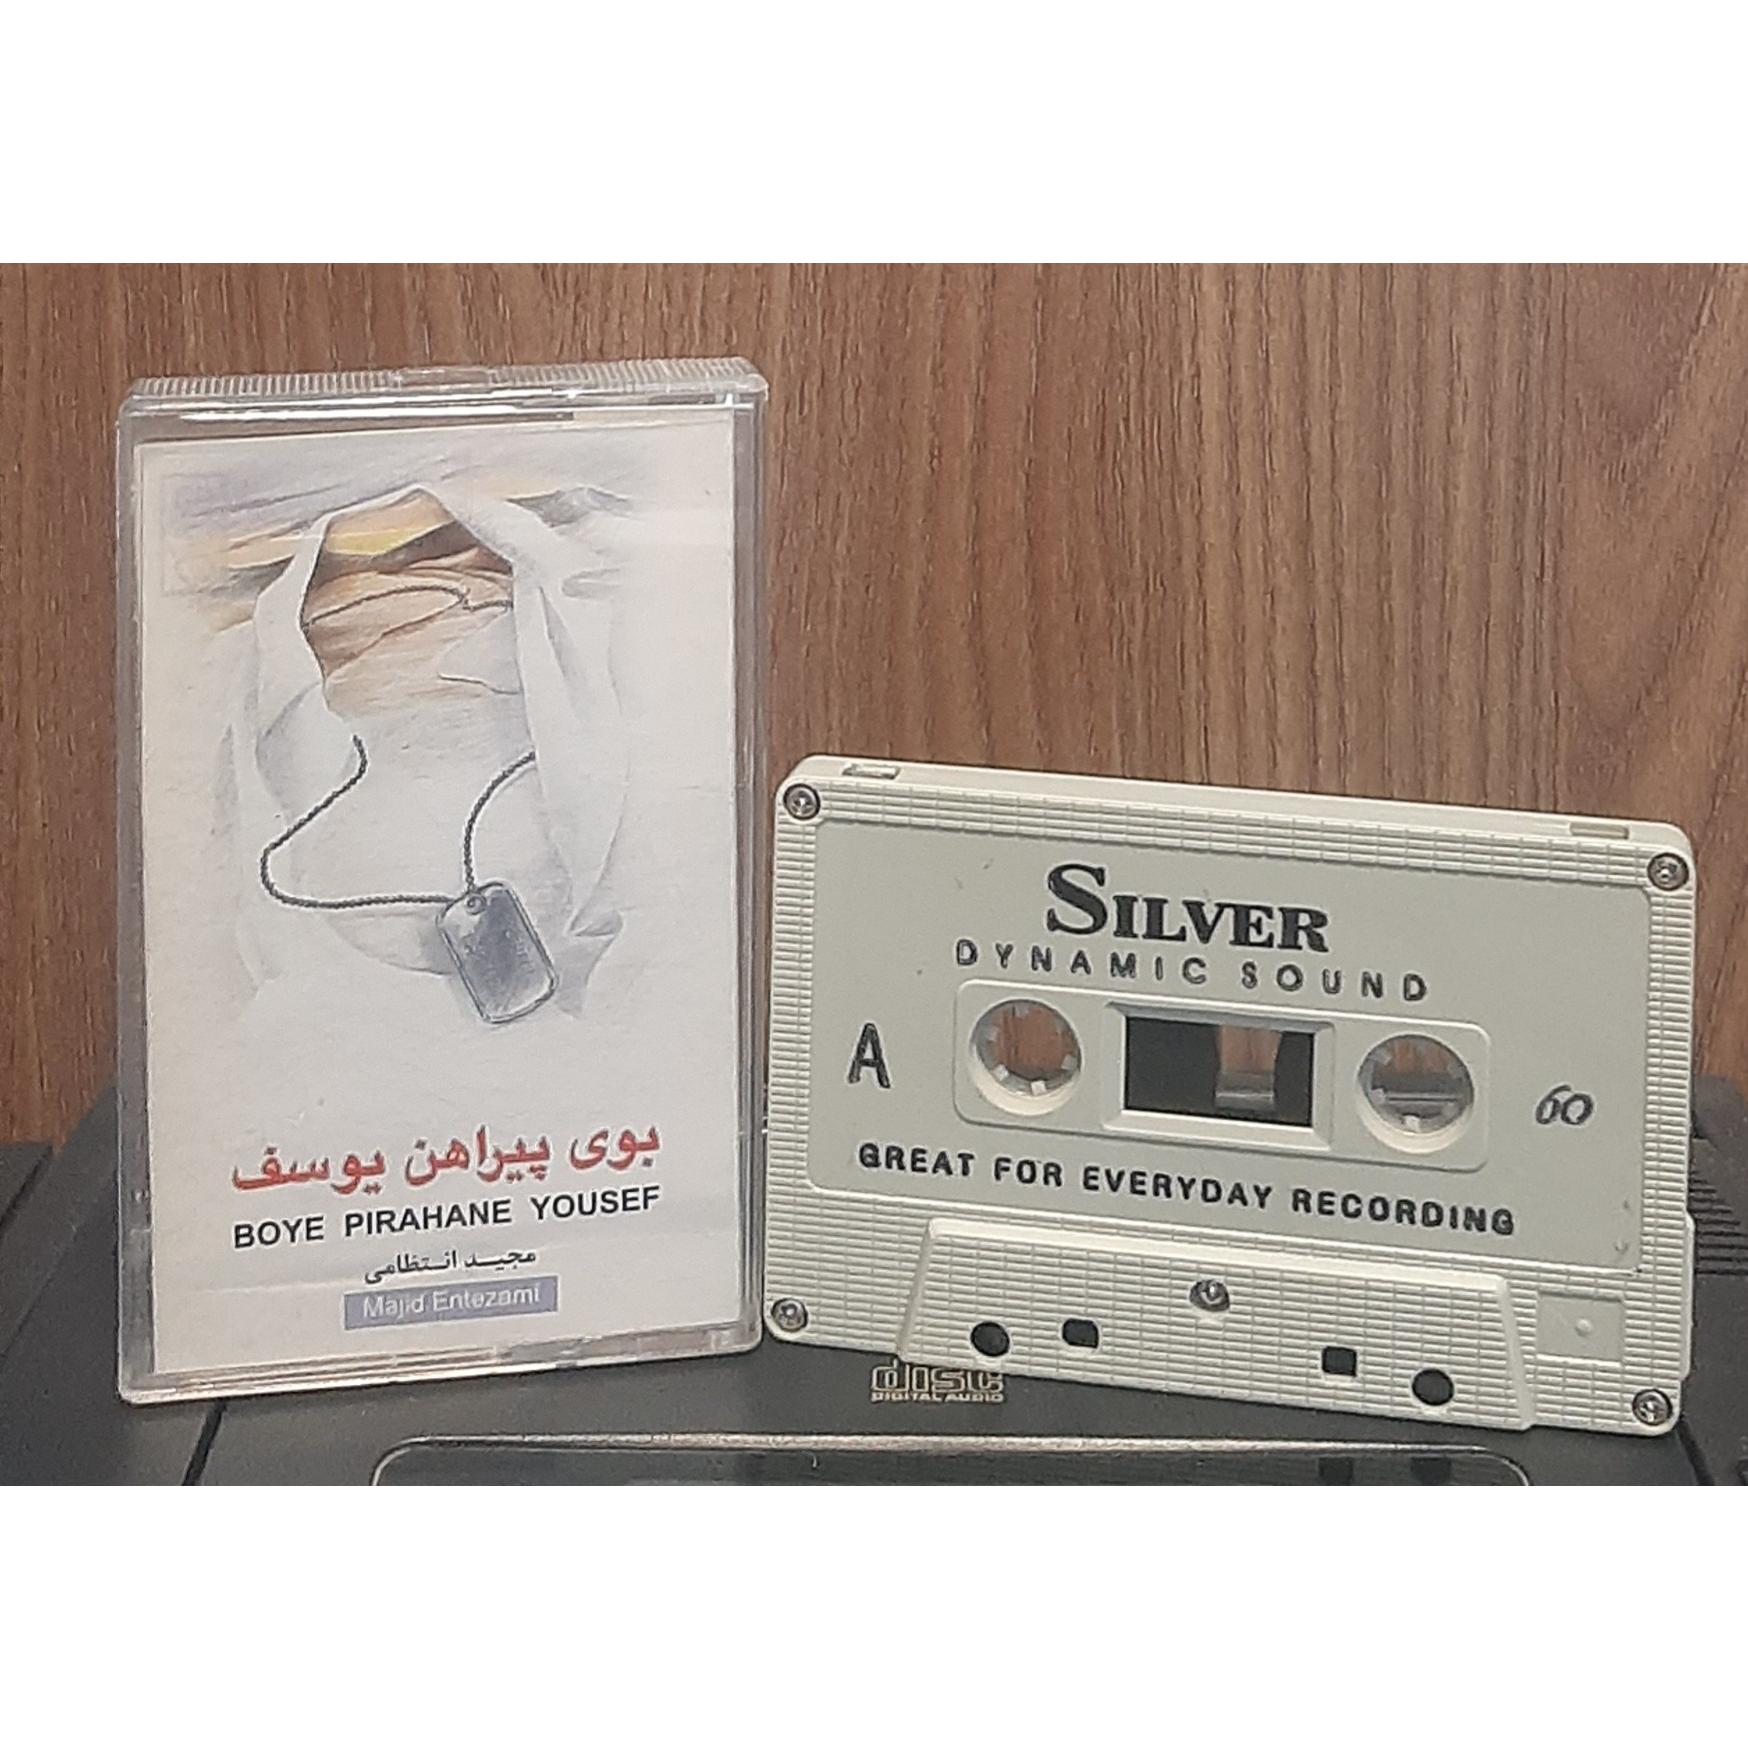 بوی پیراهن یوسف
BOYE PIRAHANE YOUSEF
مجید انتظامی
Majid Entezami
SILVER
DYNAMIC SOUND
A
60
GREAT FOR EVERYDAY RECORDING
disc
DIGITAL AUDIO